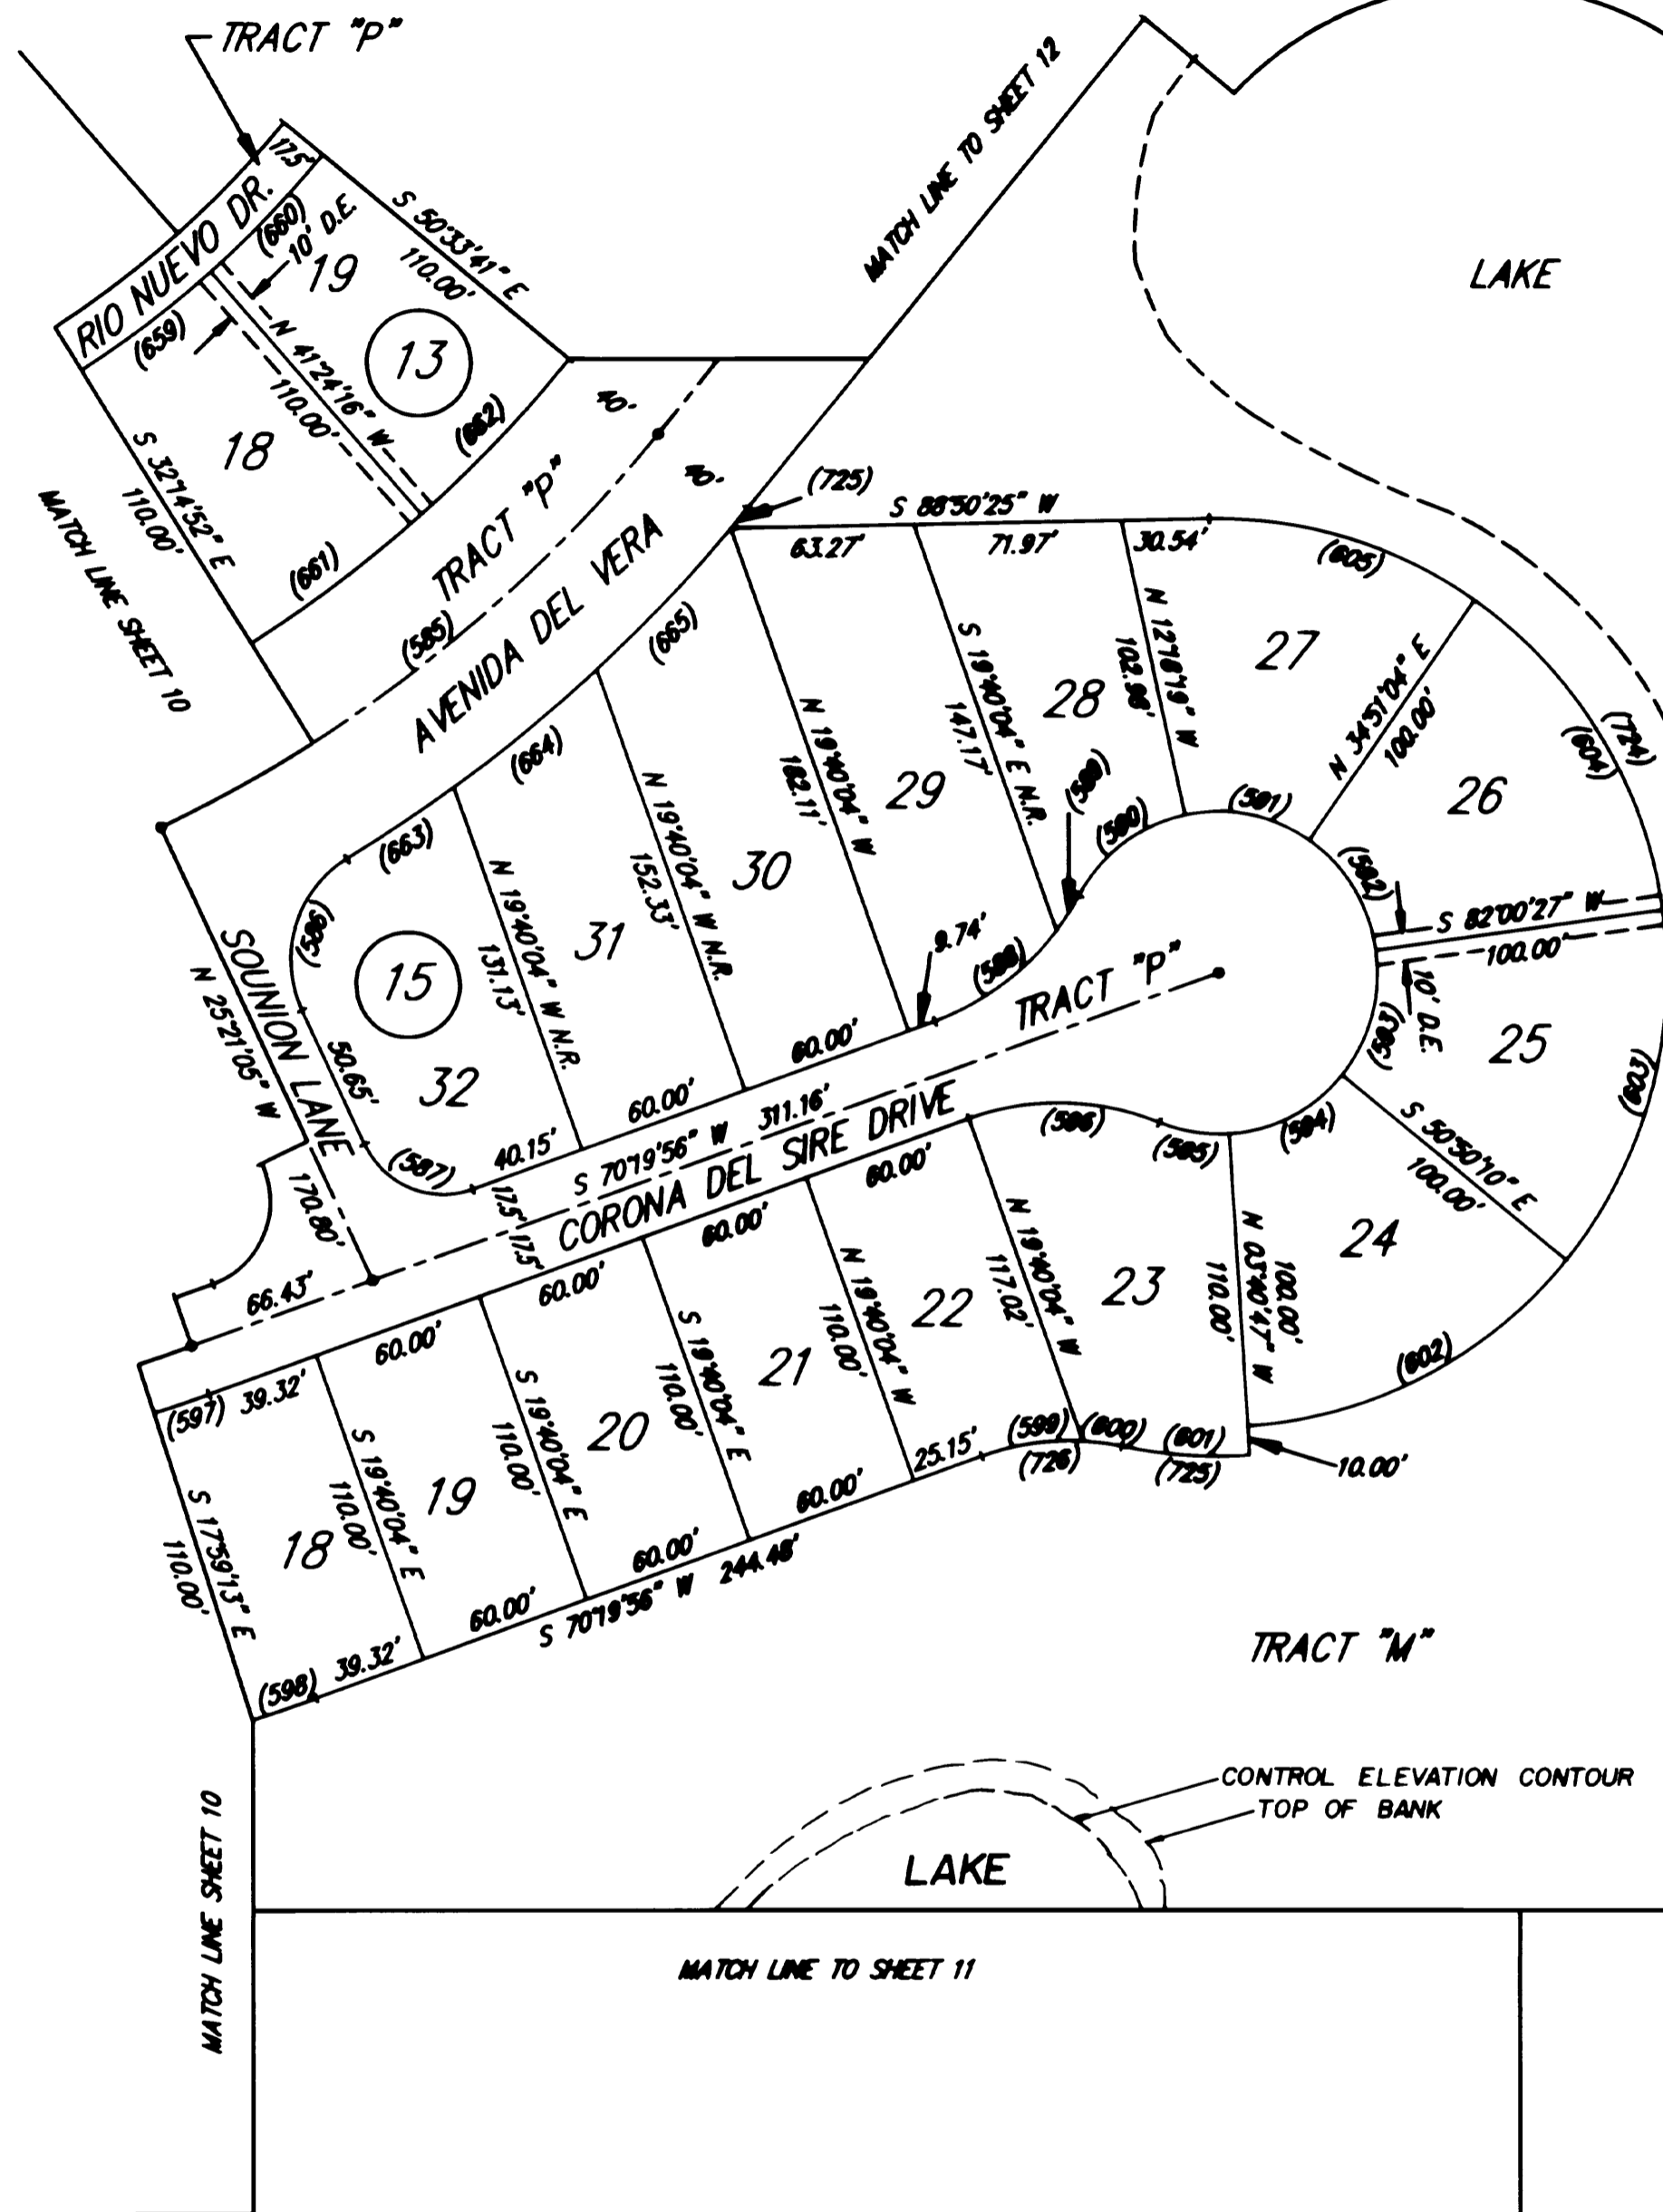 TRACT "P"
17.5'
RIO NUEVO DR.
(660)
10' D.E.
19
S 50°33'41" E
110.00'
(659)
N 41°24'16" W
110.00'
13
(662)
18
S 32°14'52" E
110.00'
(661)
MATCH LINE SHEET 10
MATCH LINE TO SHEET 12
LAKE
40'
40'
TRACT "P"
(585)
AVENIDA DEL VERA
(725)
S 88°50'25" W
63.27'
71.97'
30.54'
(605)
(665)
(664)
(663)
(586)
N 12°18'19" W
102.98'
27
N 34°51'04" E
100.00'
(604)
(724)
26
S 19°40'04" E N.R.
147.17'
28
(589)
(590)
(591)
(592)
N 19°40'04" W
182.11'
29
N 19°40'04" W N.R.
152.33'
30
N 19°40'04" W N.R.
131.13'
31
15
32
SOUNION LANE
N 25°21'05" W
50.65'
170.80'
(587)
40.15'
60.00'
60.00'
9.74'
(588)
TRACT "P"
S 82°00'27" W
100.00'
10' D.E.
(593)
25
(603)
S 70°19'56" W 311.16'
CORONA DEL SIRE DRIVE
17.5'
17.5'
66.43'
(596)
(595)
(594)
S 50°50'10" E
100.00'
24
(602)
60.00'
60.00'
60.00'
60.00'
39.32'
(597)
N 03°40'47" W
100.00'
110.00'
23
N 19°40'04" W
117.02'
22
N 19°40'04" W
110.00'
21
S 19°40'04" E
110.00'
20
S 19°40'04" E
110.00'
19
S 19°40'04" E
110.00'
18
S 17°59'13" E
110.00'
(598)
39.32'
60.00'
60.00'
60.00'
25.15'
(599)
(600)
(601)
(726)
(725)
10.00'
S 70°19'56" W 244.48'
TRACT "M"
CONTROL ELEVATION CONTOUR
TOP OF BANK
LAKE
MATCH LINE SHEET 10
MATCH LINE TO SHEET 11